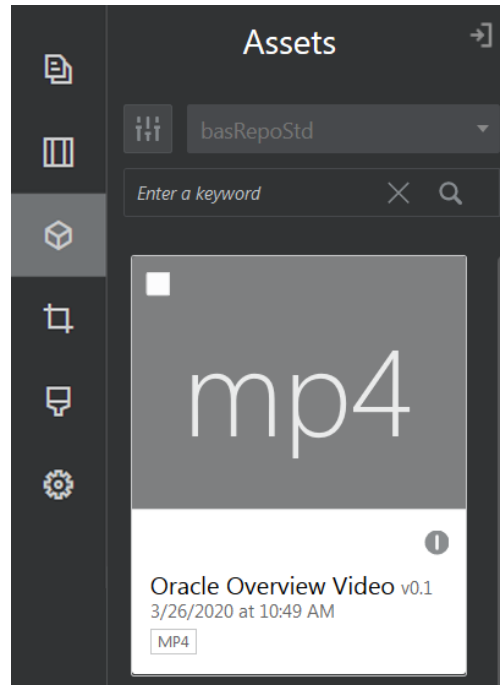 Assets
basRepoStd
Enter a keyword
mp4
Oracle Overview Video v0.1
3/26/2020 at 10:49 AM
MP4